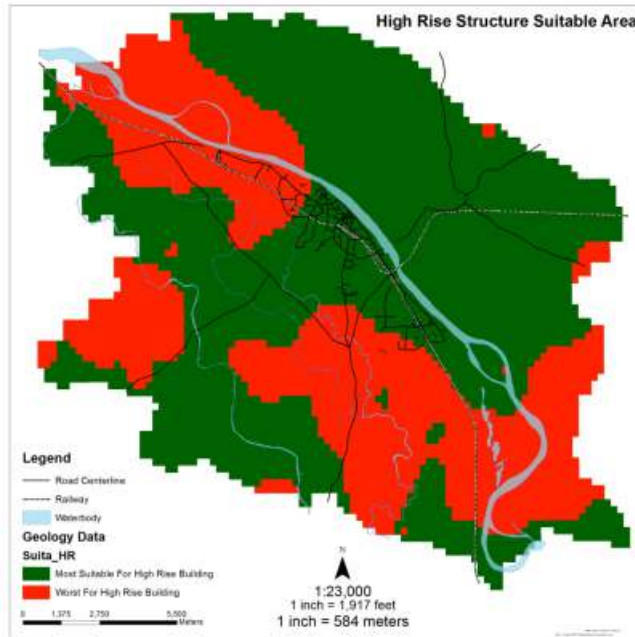 High Rise Structure Suitable Area
Legend
Road Centerline
Railway
Waterbody
Geology Data
Suita_HR
Most Suitable For High Rise Building
Worst For High Rise Building
0 1,375 2,750 5,500
Meters
N
1:23,000
1 inch = 1,917 feet
1 inch = 584 meters